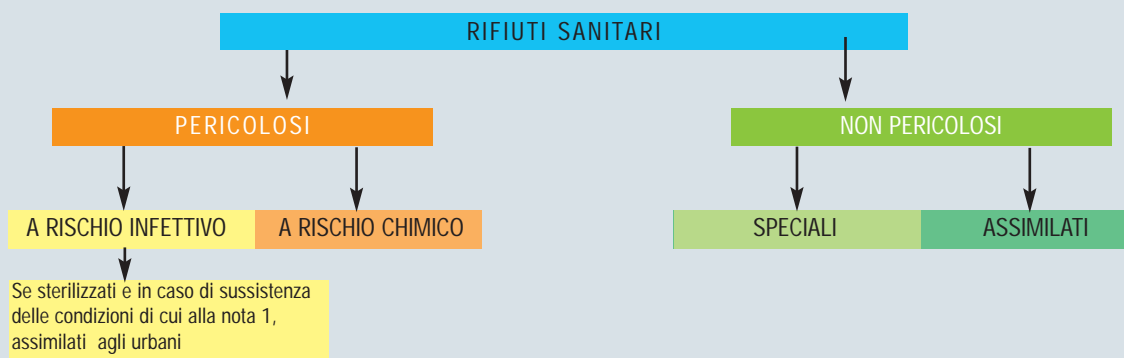 RIFIUTI SANITARI
PERICOLOSI
NON PERICOLOSI
A RISCHIO INFETTIVO
A RISCHIO CHIMICO
SPECIALI
ASSIMILATI
Se sterilizzati e in caso di sussistenza
delle condizioni di cui alla nota 1,
assimilati agli urbani